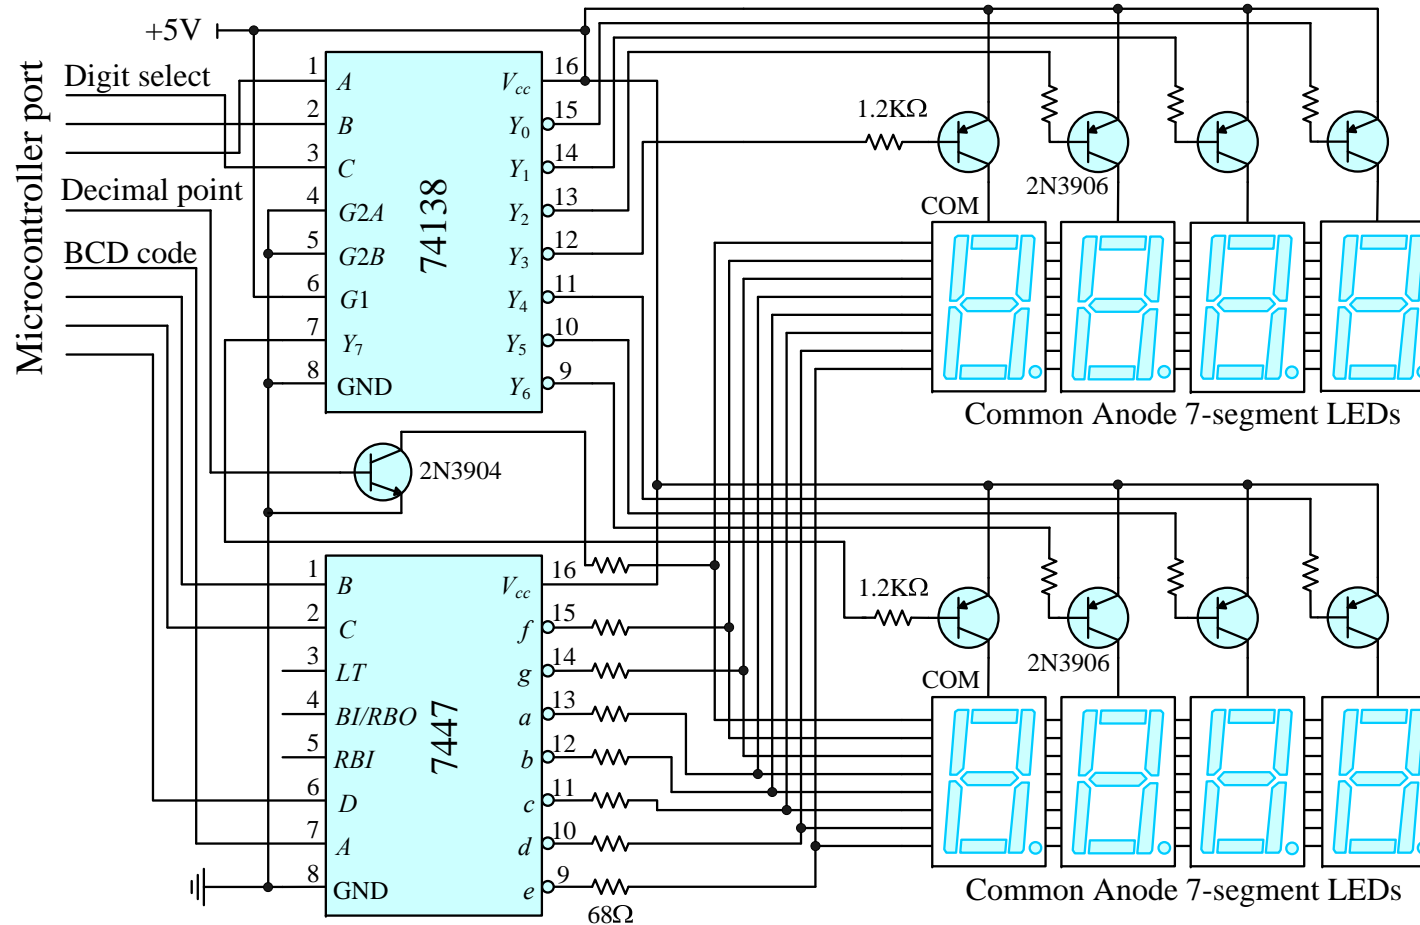 Microcontroller port
+5V
Digit select
Decimal point
BCD code
74138
1 A
2 B
3 C
4 G2A
5 G2B
6 G1
7 Y7
8 GND
Vcc 16
Y0 15
Y1 14
Y2 13
Y3 12
Y4 11
Y5 10
Y6 9
1.2KΩ
2N3906
COM
Common Anode 7-segment LEDs
2N3904
7447
1 B
2 C
3 LT
4 BI/RBO
5 RBI
6 D
7 A
8 GND
Vcc 16
f 15
g 14
a 13
b 12
c 11
d 10
e 9
68Ω
1.2KΩ
2N3906
COM
Common Anode 7-segment LEDs